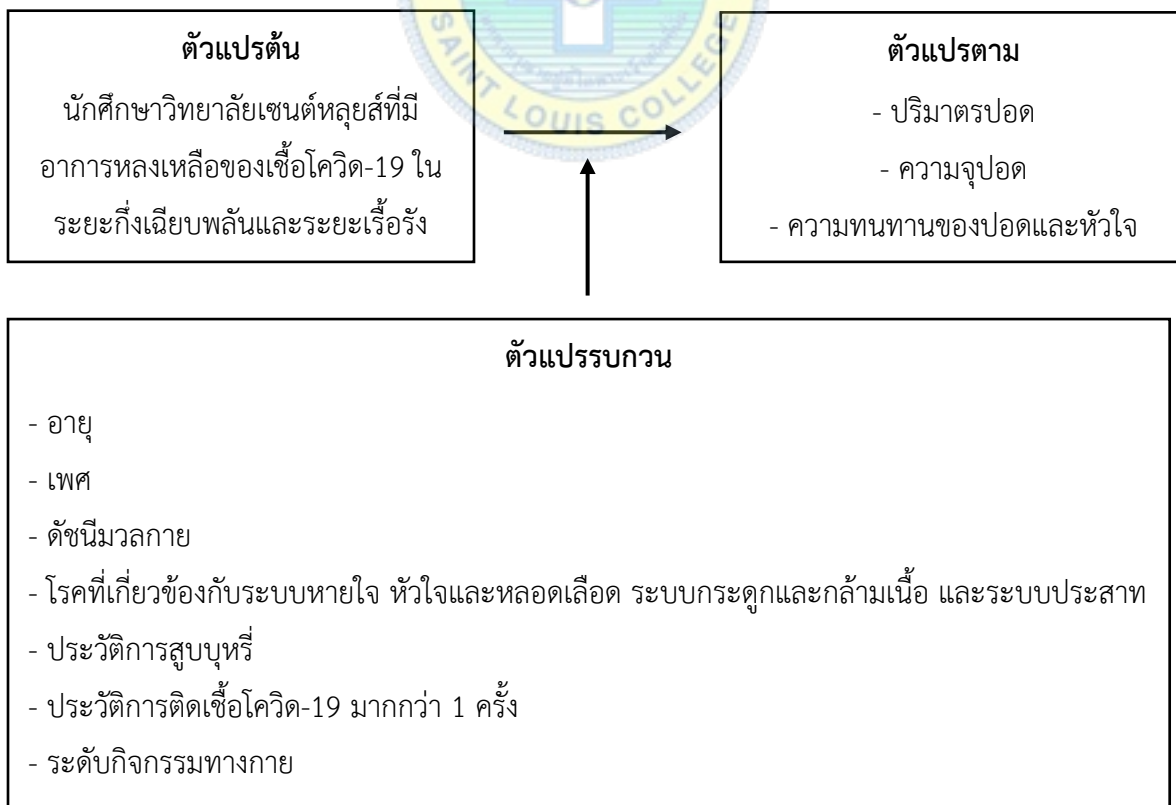 SAINT LOUIS COLLEGE
ตัวแปรต้น
นักศึกษาวิทยาลัยเซนต์หลุยส์ที่มี
อาการหลงเหลือของเชื้อโควิด-19 ใน
ระยะกึ่งเฉียบพลันและระยะเรื้อรัง
ตัวแปรตาม
- ปริมาตรปอด
- ความจุปอด
- ความทนทานของปอดและหัวใจ
ตัวแปรรบกวน
- อายุ
- เพศ
- ดัชนีมวลกาย
- โรคที่เกี่ยวข้องกับระบบหายใจ หัวใจและหลอดเลือด ระบบกระดูกและกล้ามเนื้อ และระบบประสาท
- ประวัติการสูบบุหรี่
- ประวัติการติดเชื้อโควิด-19 มากกว่า 1 ครั้ง
- ระดับกิจกรรมทางกาย